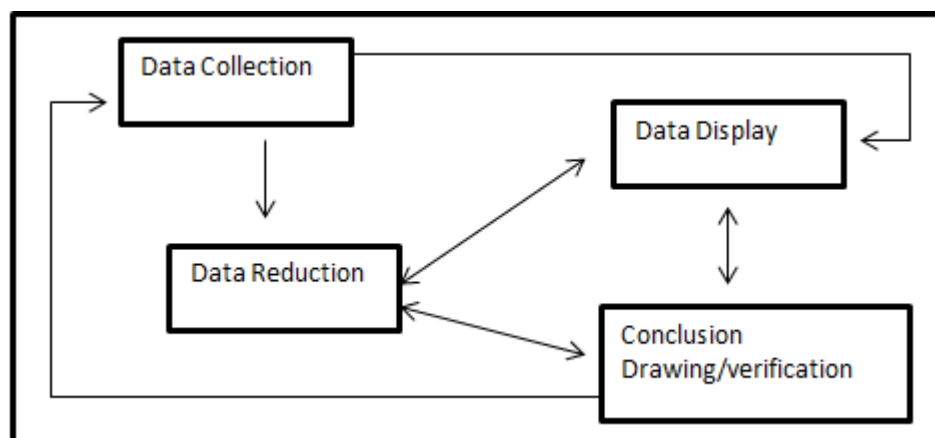 Data Collection
Data Display
Data Reduction
Conclusion
Drawing/verification